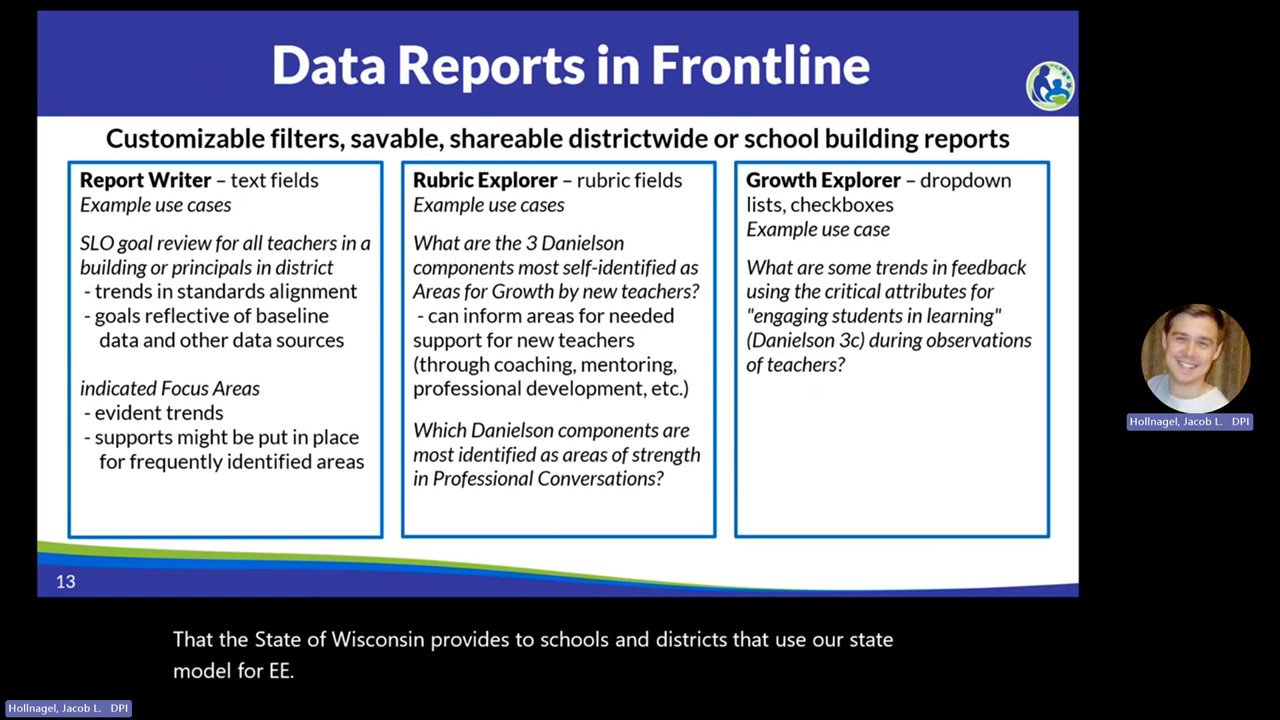 Data Reports in Frontline
Customizable filters, savable, shareable districtwide or school building reports
Report Writer – text fields
Example use cases
SLO goal review for all teachers in a
building or principals in district
- trends in standards alignment
- goals reflective of baseline
data and other data sources
indicated Focus Areas
- evident trends
- supports might be put in place
for frequently identified areas
Rubric Explorer – rubric fields
Example use cases
What are the 3 Danielson
components most self-identified as
Areas for Growth by new teachers?
- can inform areas for needed
support for new teachers
(through coaching, mentoring,
professional development, etc.)
Which Danielson components are
most identified as areas of strength
in Professional Conversations?
Growth Explorer – dropdown
lists, checkboxes
Example use case
What are some trends in feedback
using the critical attributes for
"engaging students in learning"
(Danielson 3c) during observations
of teachers?
13
Hollnagel, Jacob L. DPI
That the State of Wisconsin provides to schools and districts that use our state
model for EE.
Hollnagel, Jacob L. DPI